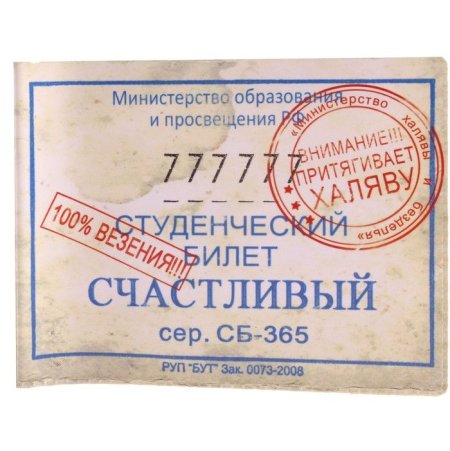 Министерство образования
и просвещения РФ
777777
СТУДЕНЧЕСКИЙ
БИЛЕТ
СЧАСТЛИВЫЙ
сер. СБ-365
РУП "БУТ" Зак. 0073-2008
100% ВЕЗЕНИЯ!!!
«Министерство халявы и безделья»
ВНИМАНИЕ!!!
ПРИТЯГИВАЕТ
ХАЛЯВУ